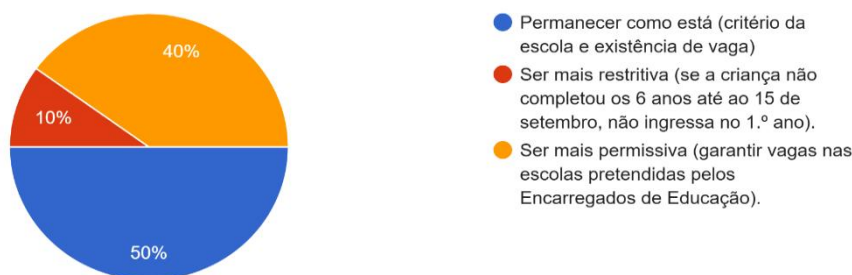 40%
10%
50%
Permanecer como está (critério da
escola e existência de vaga)
Ser mais restritiva (se a criança não
completou os 6 anos até ao 15 de
setembro, não ingressa no 1.º ano).
Ser mais permissiva (garantir vagas nas
escolas pretendidas pelos
Encarregados de Educação).